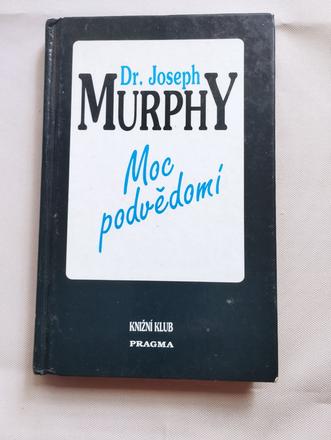 Dr. Joseph
MURPHY
Moc
podvědomí
KNIŽNÍ KLUB
PRAGMA